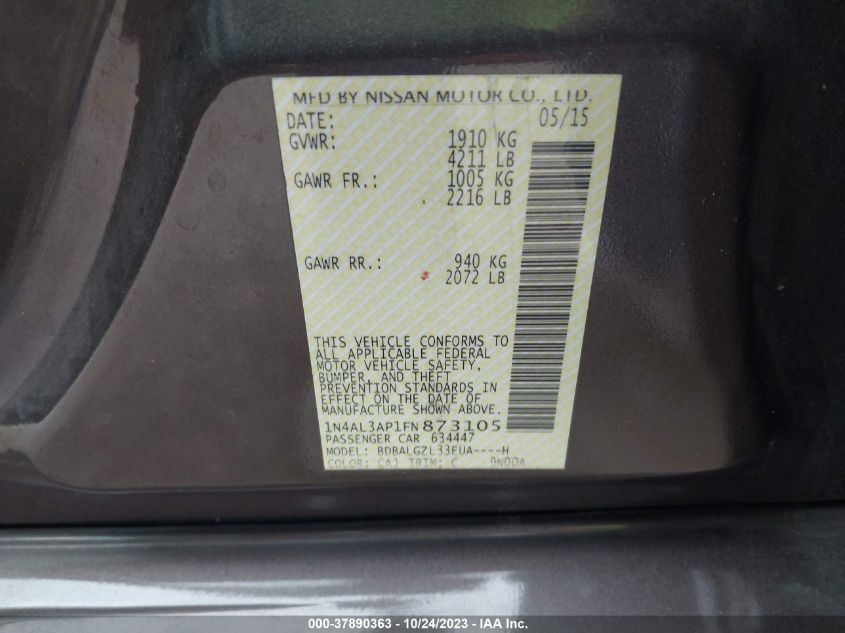 MFD BY NISSAN MOTOR CO., LTD.
DATE: 05/15
GVWR: 1910 KG
4211 LB
GAWR FR.: 1005 KG
2216 LB
GAWR RR.: 940 KG
2072 LB
THIS VEHICLE CONFORMS TO
ALL APPLICABLE FEDERAL
MOTOR VEHICLE SAFETY,
BUMPER, AND THEFT
PREVENTION STANDARDS IN
EFFECT ON THE DATE OF
MANUFACTURE SHOWN ABOVE.
1N4AL3AP1FN873105
PASSENGER CAR 634447
MODEL: BDBALGZL33EUA----H
COLOR: CAJ TRIM: C 9N00A
000-37890363 - 10/24/2023 - IAA Inc.